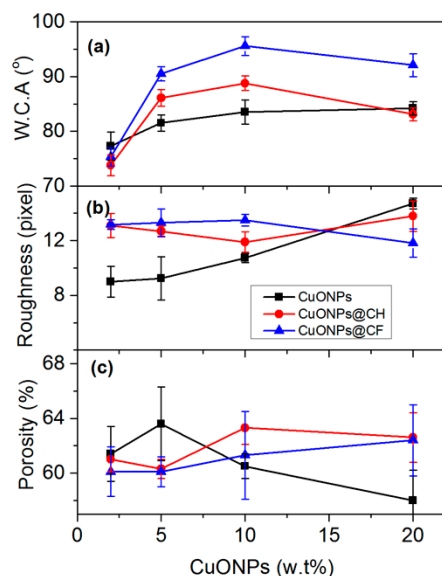 (a)
W.C.A (°)
100
90
80
70
(b)
Roughness (pixel)
12
8
CuONPs
CuONPs@CH
CuONPs@CF
(c)
Porosity (%)
68
64
60
0 5 10 15 20
CuONPs (w.t%)